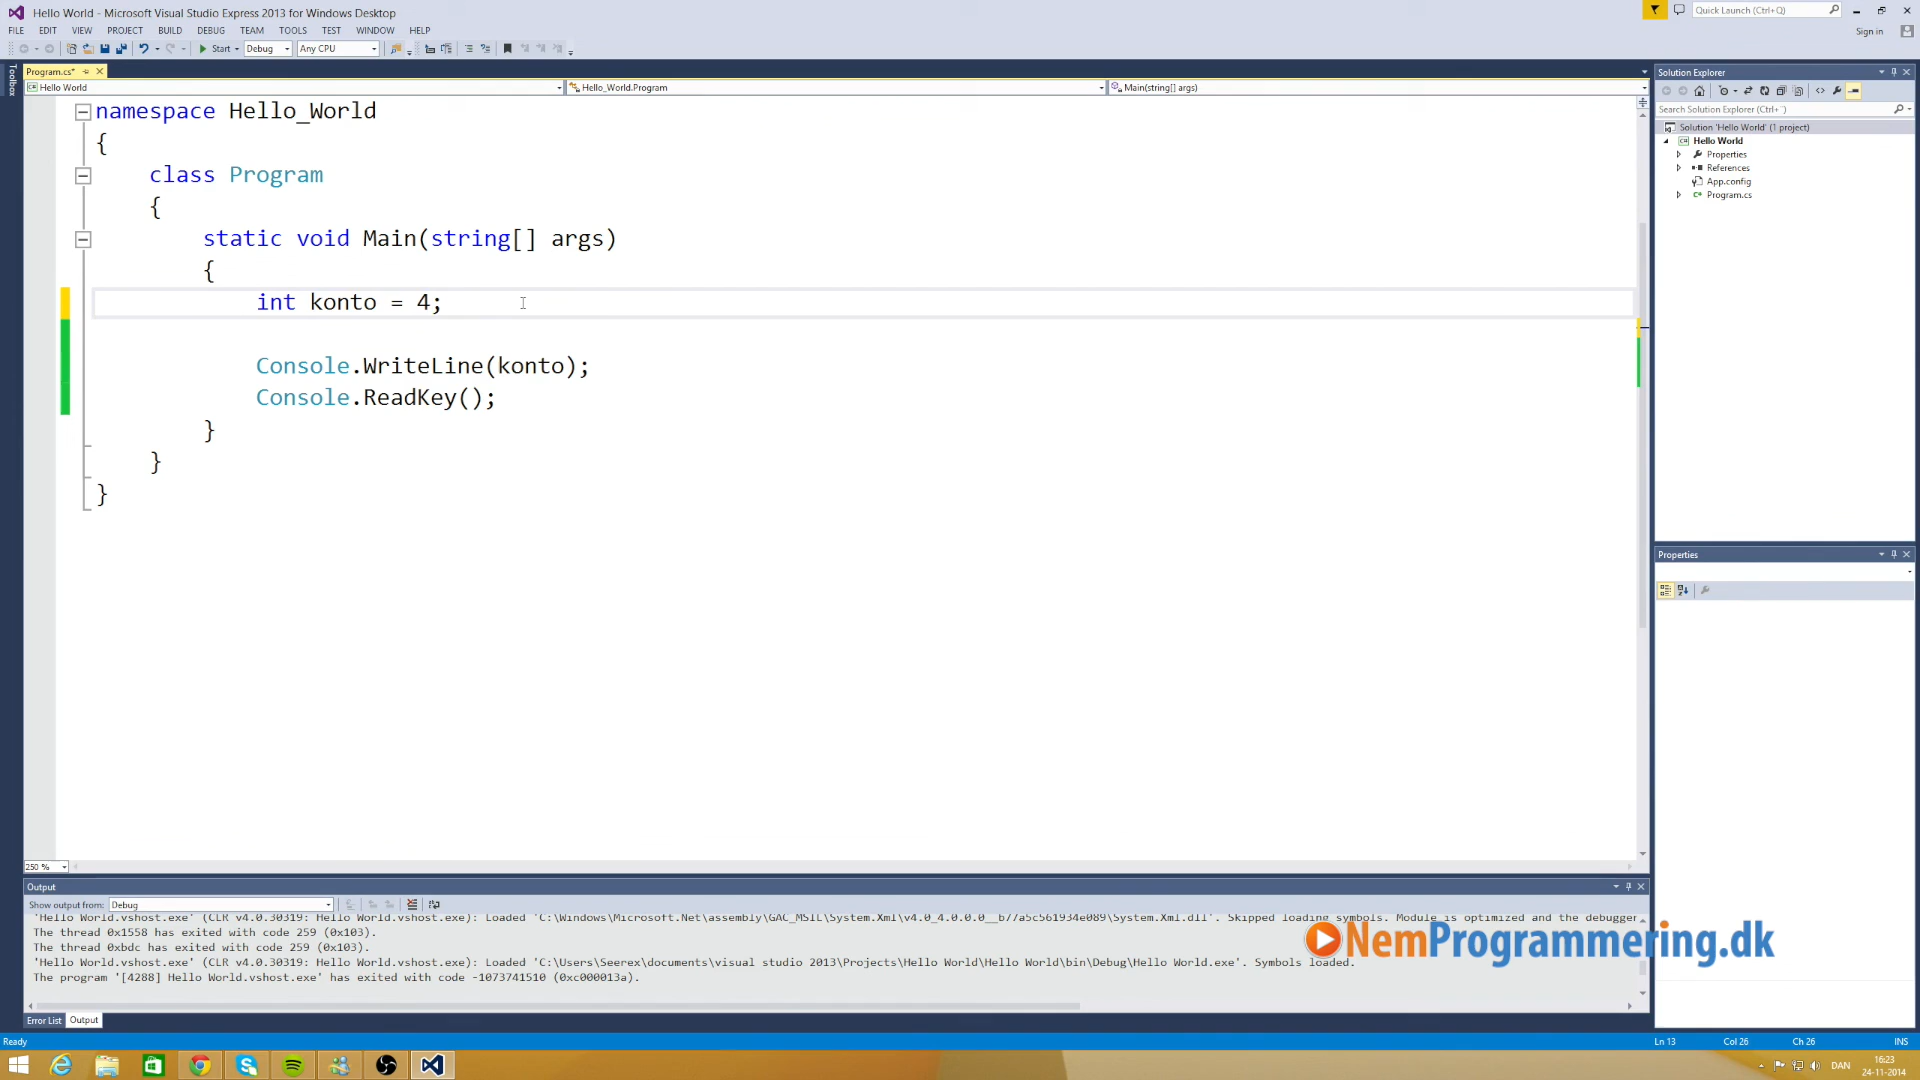 Hello World - Microsoft Visual Studio Express 2013 for Windows Desktop
Quick Launch (Ctrl+Q)
FILE EDIT VIEW PROJECT BUILD DEBUG TEAM TOOLS TEST WINDOW HELP
Sign in
Start Debug Any CPU
Toolbox
Program.cs*
Hello World
Hello_World.Program
Main(string[] args)
namespace Hello_World
{
class Program
{
static void Main(string[] args)
{
int konto = 4;
Console.WriteLine(konto);
Console.ReadKey();
}
}
}
250 %
Solution Explorer
Search Solution Explorer (Ctrl+¨)
Solution 'Hello World' (1 project)
Hello World
Properties
References
App.config
Program.cs
Properties
Output
Show output from: Debug
'Hello World.vshost.exe' (CLR v4.0.30319: Hello World.vshost.exe): Loaded 'C:\Windows\Microsoft.Net\assembly\GAC_MSIL\System.Xml\v4.0_4.0.0.0__b77a5c561934e089\System.Xml.dll'. Skipped loading symbols. Module is optimized and the debugger
The thread 0x1558 has exited with code 259 (0x103).
The thread 0xbdc has exited with code 259 (0x103).
'Hello World.vshost.exe' (CLR v4.0.30319: Hello World.vshost.exe): Loaded 'C:\Users\Seerex\documents\visual studio 2013\Projects\Hello World\Hello World\bin\Debug\Hello World.exe'. Symbols loaded.
The program '[4288] Hello World.vshost.exe' has exited with code -1073741510 (0xc000013a).
NemProgrammering.dk
Error List Output
Ready
Ln 13 Col 26 Ch 26 INS
DAN
16:23
24-11-2014